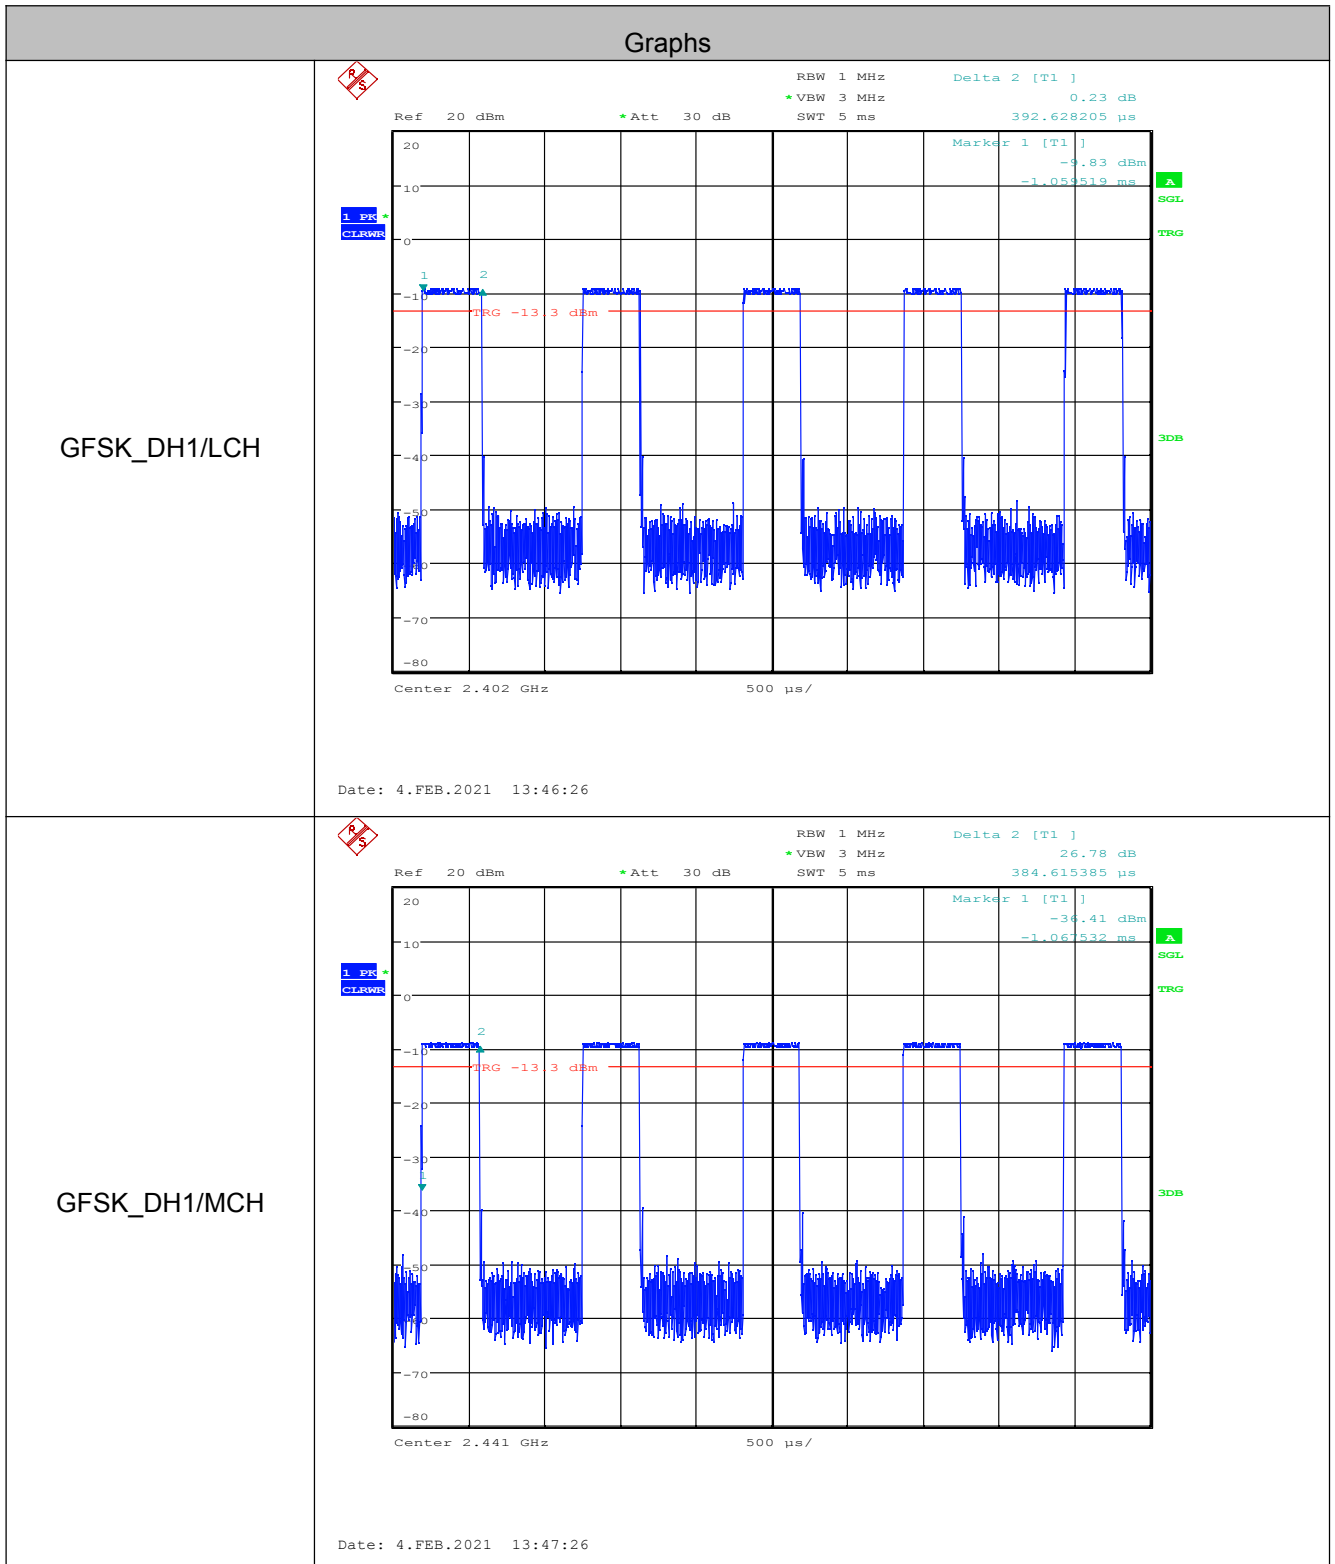 Graphs
GFSK_DH1/LCH
R S
RBW 1 MHz Delta 2 [T1 ]
*VBW 3 MHz 0.23 dB
Ref 20 dBm *Att 30 dB SWT 5 ms 392.628205 µs
20 Marker 1 [T1 ]
-9.83 dBm
10 -1.059519 ms A
SGL
1 PK *
CLRWR TRG
0
1 2
-10
TRG -13.3 dBm
-20
-30
3DB
-40
-50
-60
-70
-80
Center 2.402 GHz 500 µs/
Date: 4.FEB.2021 13:46:26
GFSK_DH1/MCH
R S
RBW 1 MHz Delta 2 [T1 ]
*VBW 3 MHz 26.78 dB
Ref 20 dBm *Att 30 dB SWT 5 ms 384.615385 µs
20 Marker 1 [T1 ]
-36.41 dBm
10 -1.067532 ms A
SGL
1 PK *
CLRWR TRG
0
2
-10
TRG -13.3 dBm
-20
-30
1
3DB
-40
-50
-60
-70
-80
Center 2.441 GHz 500 µs/
Date: 4.FEB.2021 13:47:26